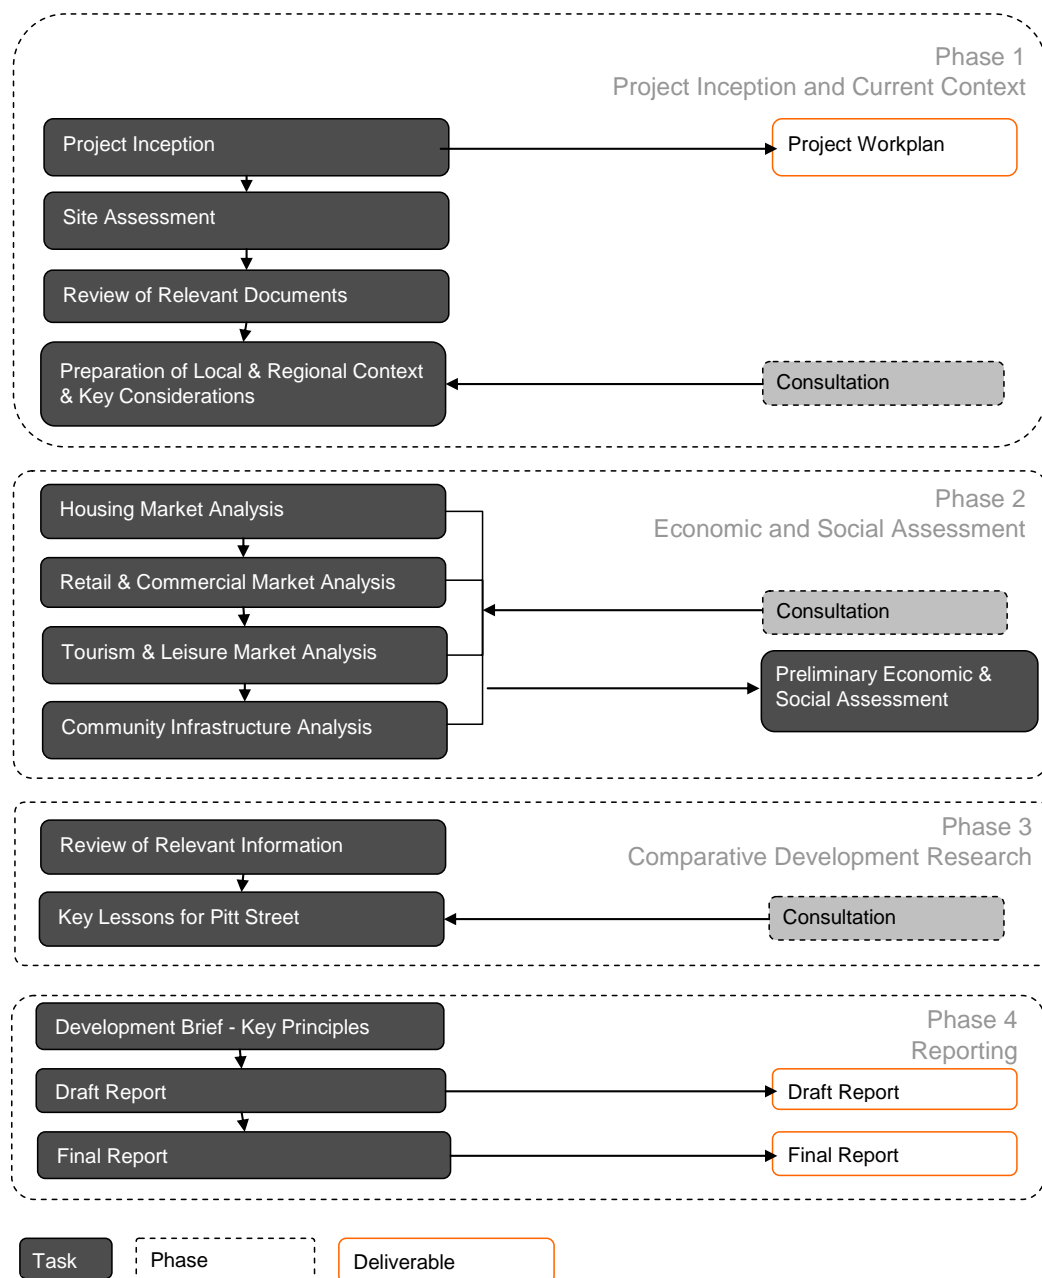 Phase 1
Project Inception and Current Context
Project Inception
Project Workplan
Site Assessment
Review of Relevant Documents
Preparation of Local & Regional Context
& Key Considerations
Consultation
Phase 2
Economic and Social Assessment
Housing Market Analysis
Retail & Commercial Market Analysis
Consultation
Tourism & Leisure Market Analysis
Preliminary Economic &
Social Assessment
Community Infrastructure Analysis
Phase 3
Comparative Development Research
Review of Relevant Information
Key Lessons for Pitt Street
Consultation
Phase 4
Reporting
Development Brief - Key Principles
Draft Report
Draft Report
Final Report
Final Report
Task
Phase
Deliverable